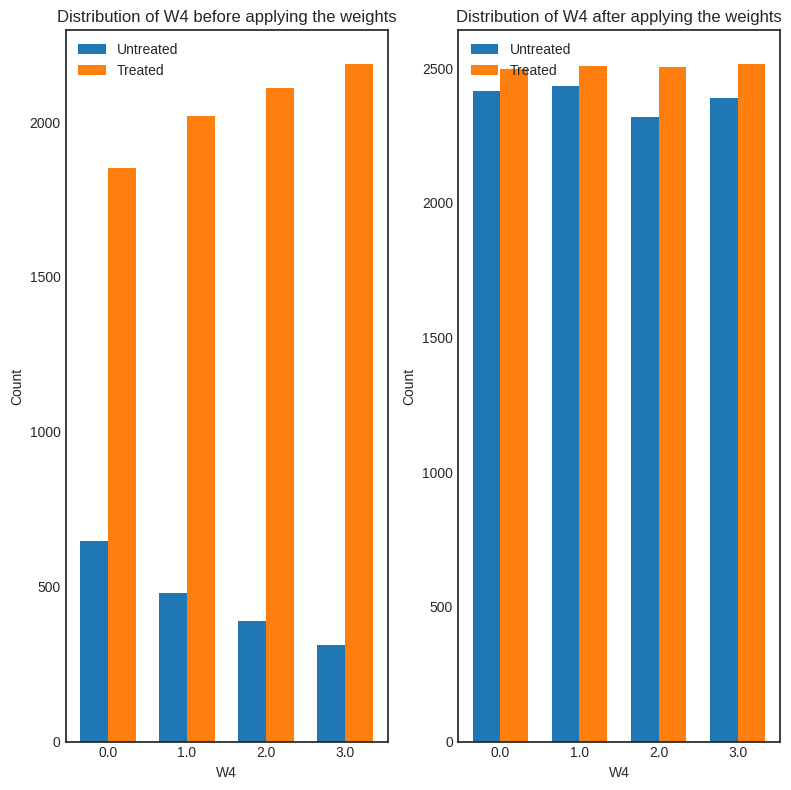 Distribution of W4 before applying the weights
Untreated
Treated
2000
1500
1000
500
0
Count
0.0 1.0 2.0 3.0
W4
Distribution of W4 after applying the weights
Untreated
Treated
2500
2000
1500
1000
500
0
Count
0.0 1.0 2.0 3.0
W4